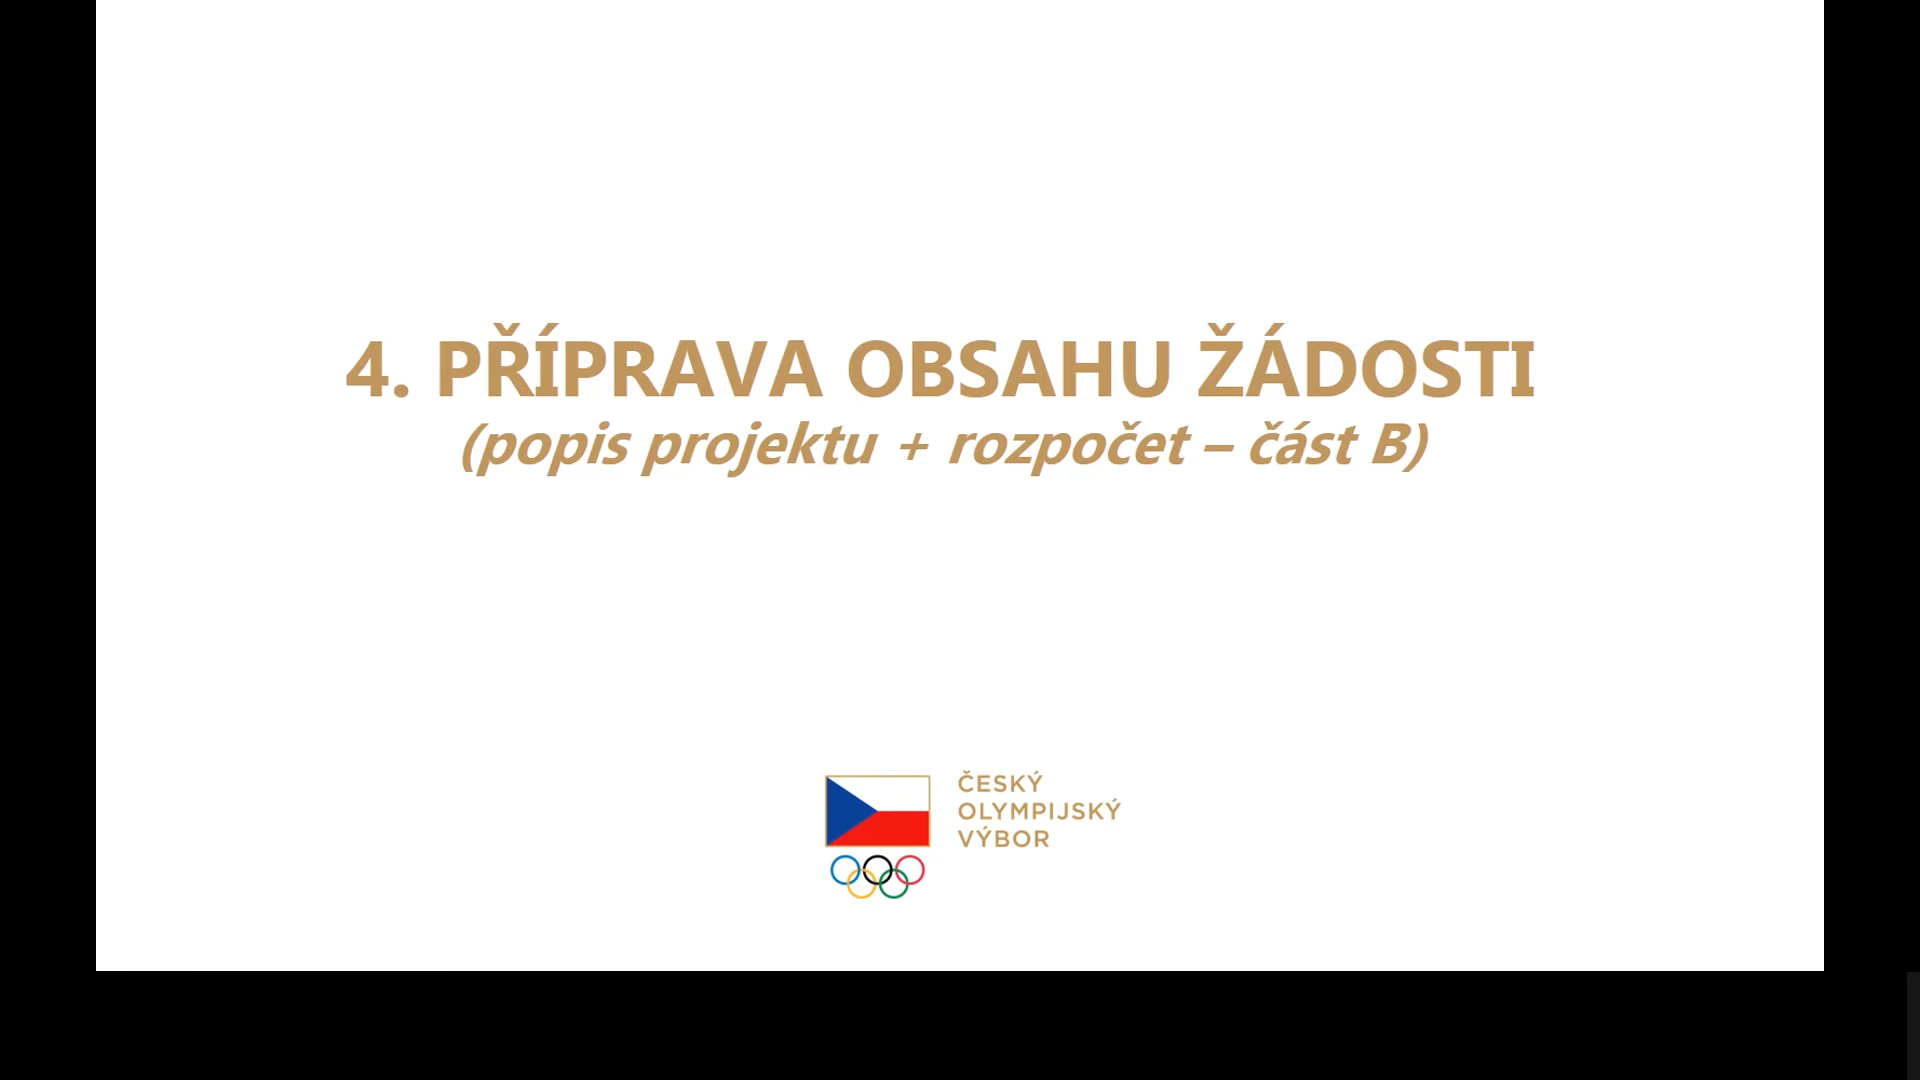 4. PŘÍPRAVA OBSAHU ŽÁDOSTI
(popis projektu + rozpočet – část B)
ČESKÝ
OLYMPIJSKÝ
VÝBOR